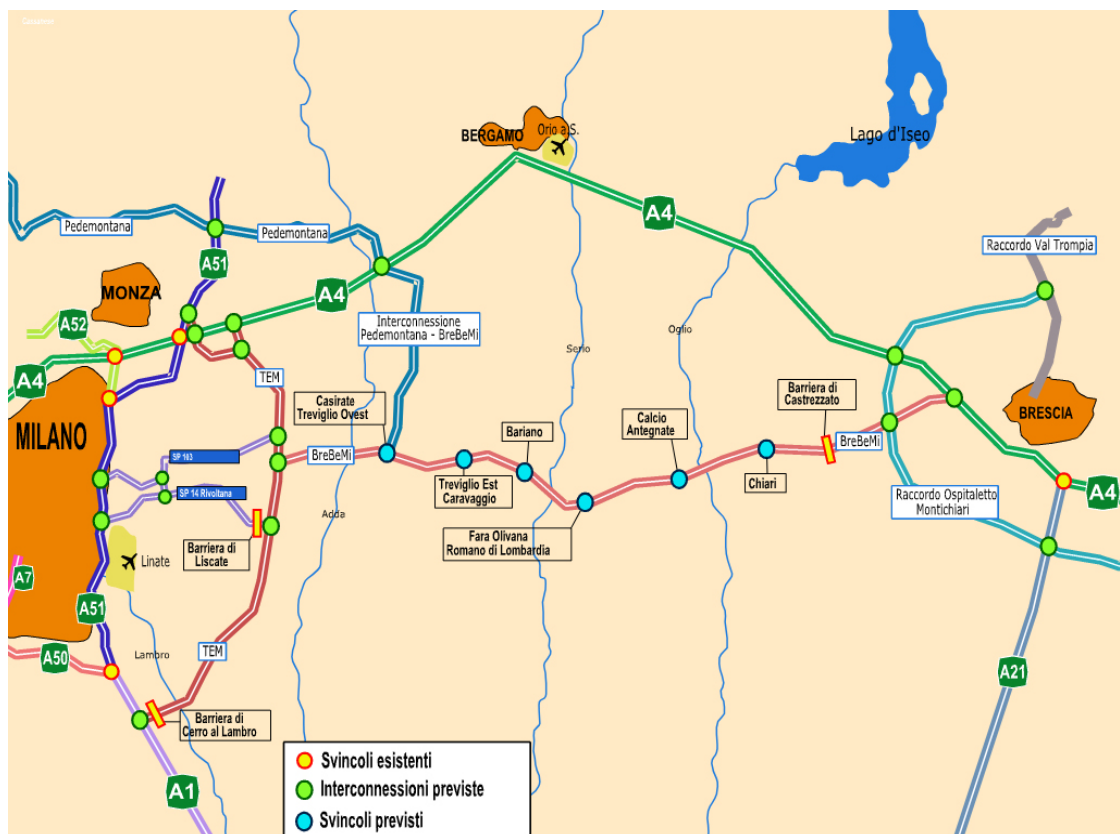 BERGAMO
Orio a.S.
Lago d'Iseo
A4
Pedemontana
Pedemontana
Raccordo Val Trompia
A51
MONZA
A4
A52
Interconnessione
Pedemontana - BreBeMi
Oglio
Serio
A4
TEM
Casirate
Treviglio Ovest
Barriera di
Castrezzato
BRESCIA
MILANO
Bariano
Calcio
Antegnate
BreBeMi
SP 103
BreBeMi
Treviglio Est
Caravaggio
Chiari
A4
SP 14 Rivoltana
Raccordo Ospitaletto
Montichiari
Adda
Fara Olivana
Romano di Lombardia
Barriera di
Liscate
Linate
A7
A51
A50
Lambro
TEM
A21
Barriera di
Cerro al Lambro
A1
Svincoli esistenti
Interconnessioni previste
Svincoli previsti